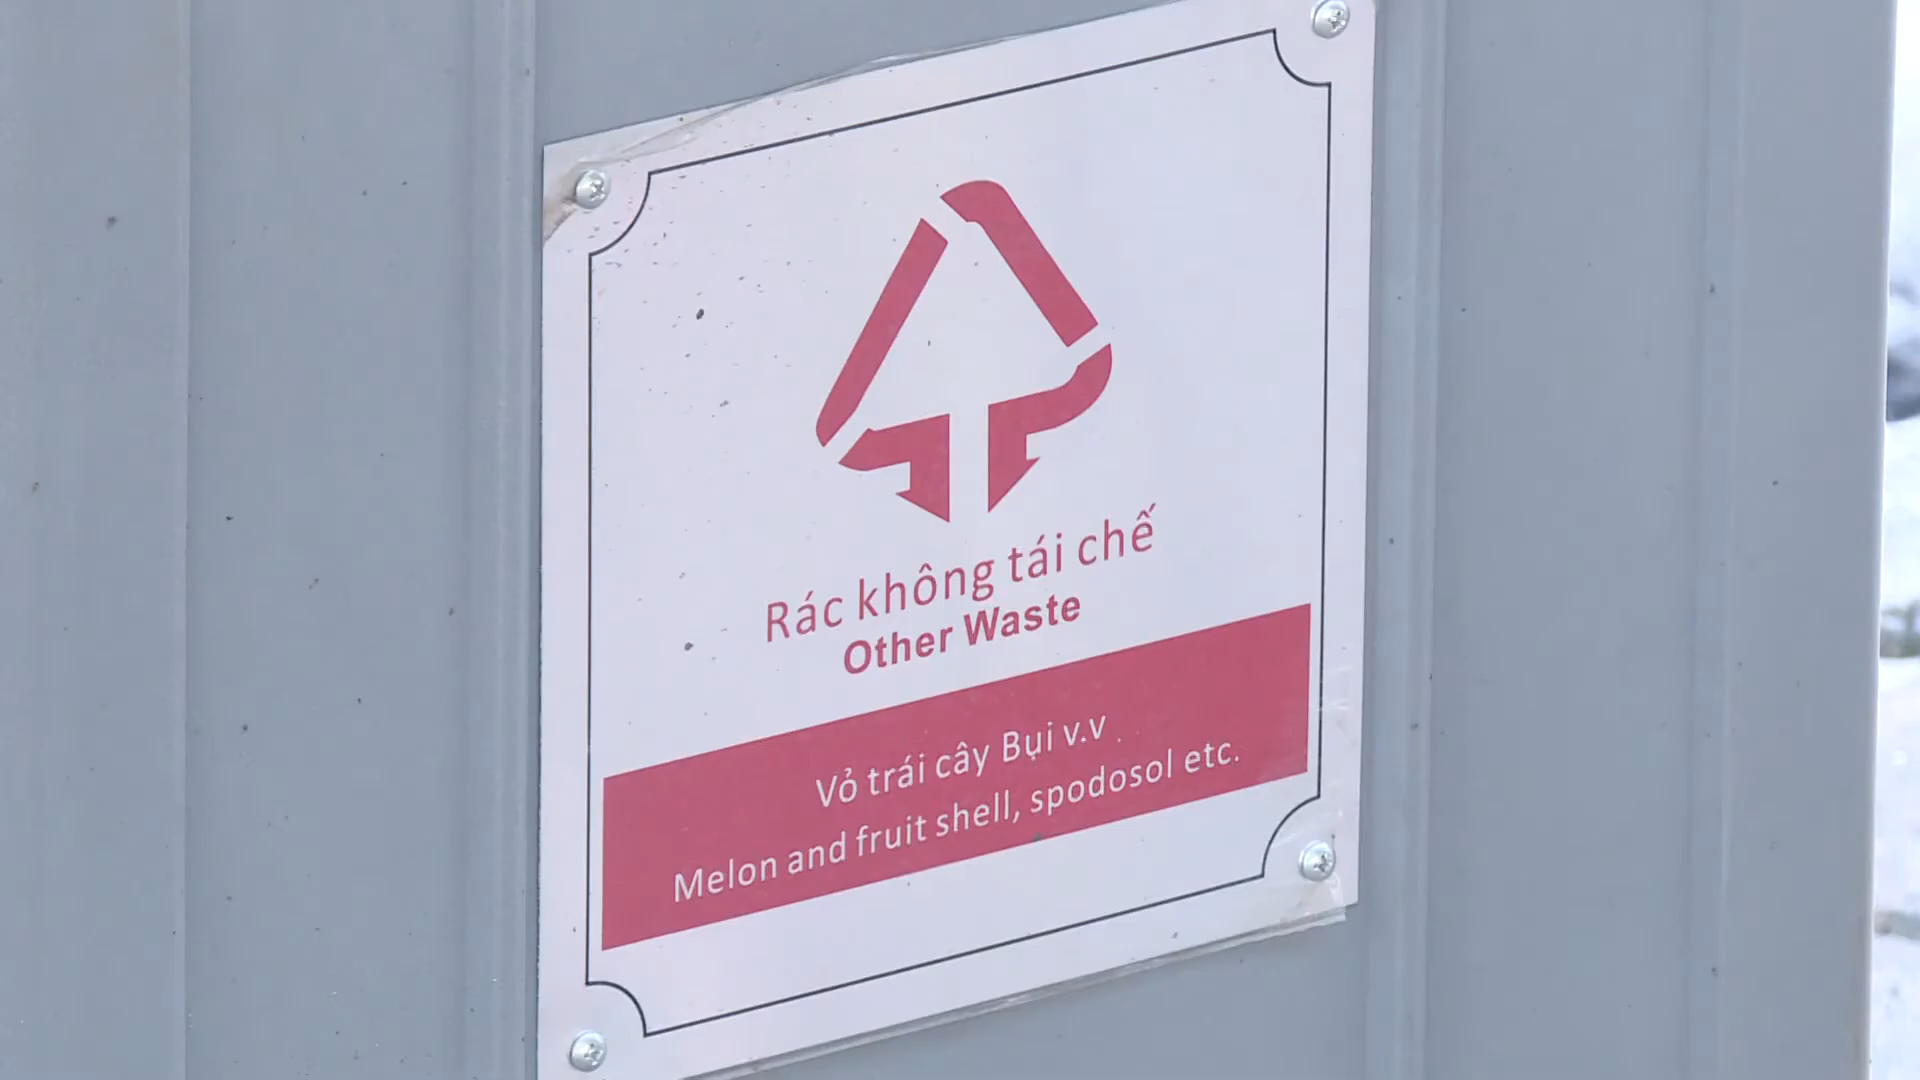 Rác không tái chế
Other Waste
Vỏ trái cây Bụi v.v
Melon and fruit shell, spodosol etc.